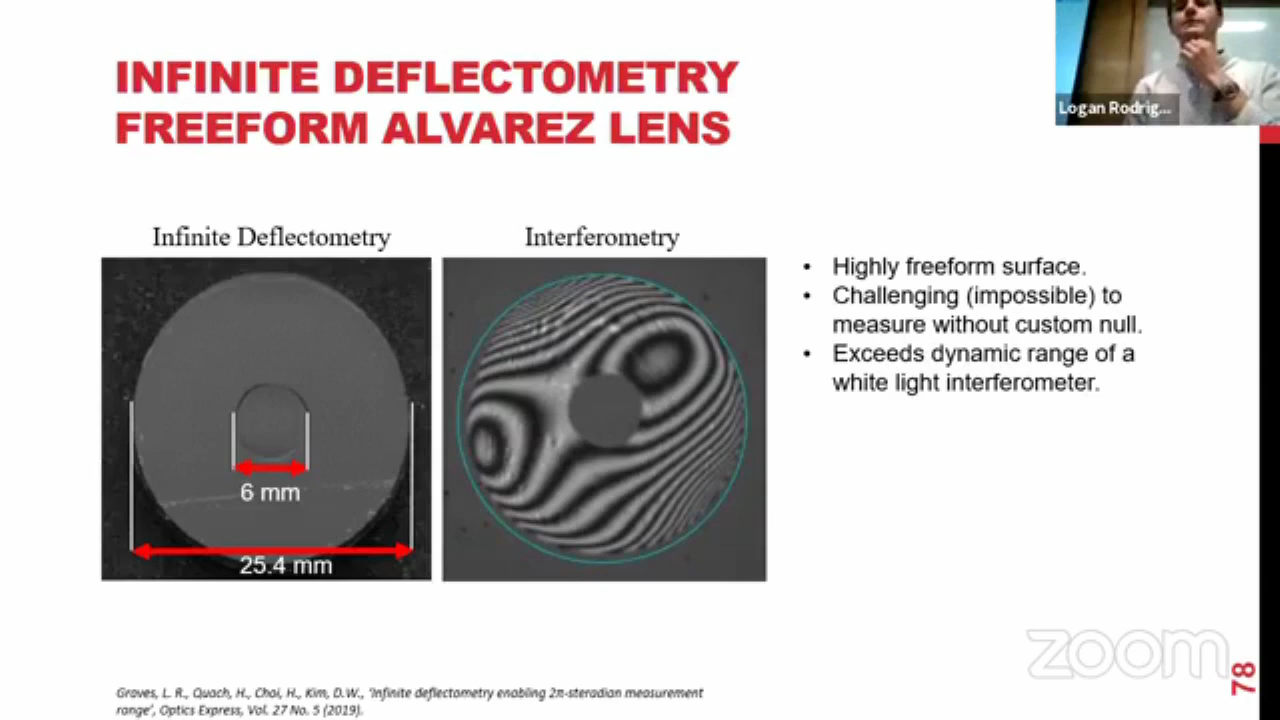 INFINITE DEFLECTOMETRY
FREEFORM ALVAREZ LENS
Logan Rodrig...
Infinite Deflectometry
Interferometry
• Highly freeform surface.
• Challenging (impossible) to
measure without custom null.
• Exceeds dynamic range of a
white light interferometer.
6 mm
25.4 mm
zoom
78
Graves, L. R., Quach, H., Choi, H., Kim, D.W., 'Infinite deflectometry enabling 2π-steradian measurement
range', Optics Express, Vol. 27 No. 5 (2019).